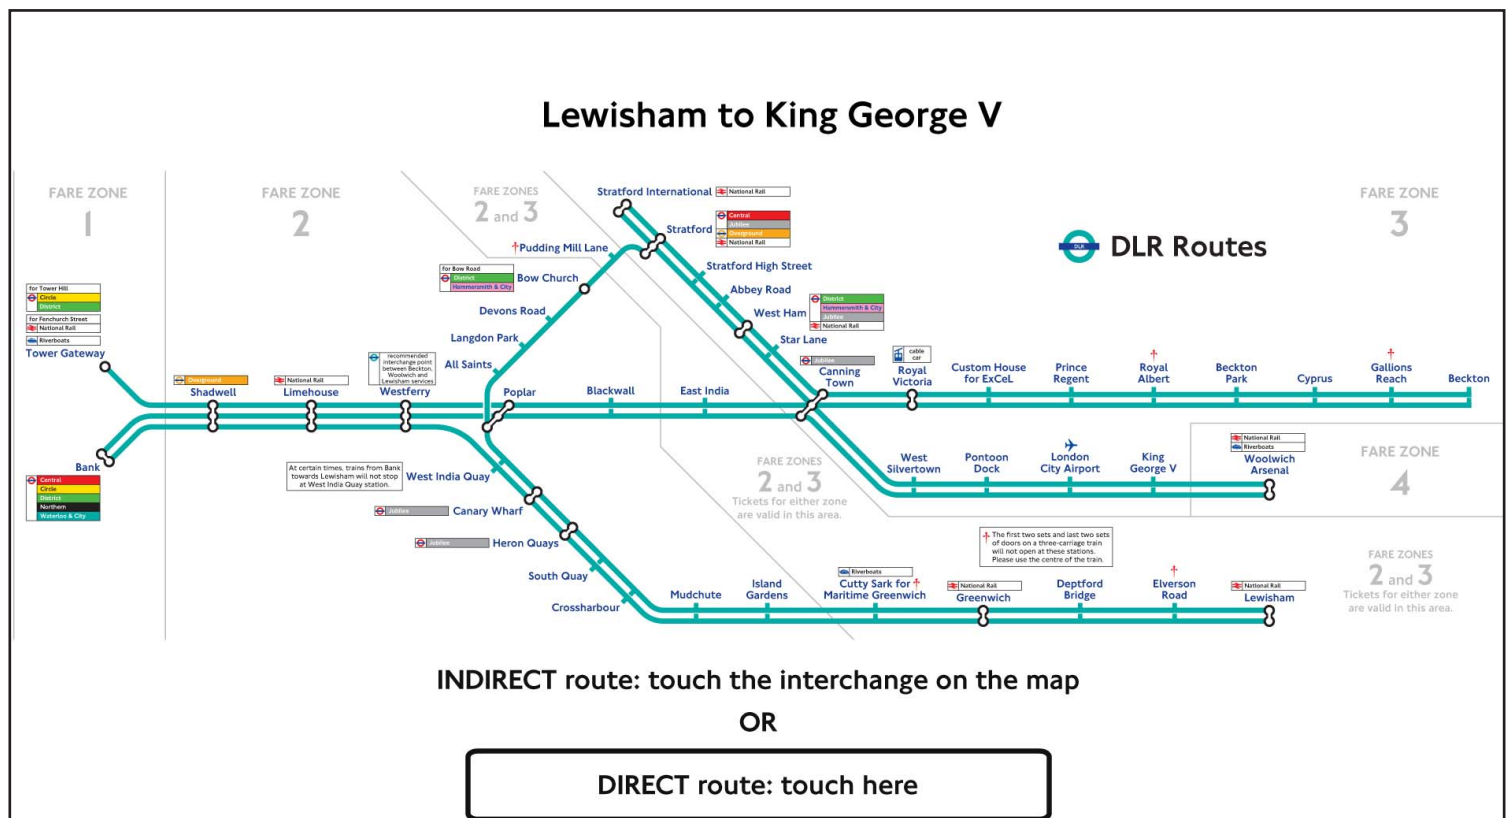 Lewisham to King George V
FARE ZONE
1
FARE ZONE
2
FARE ZONES
2 and 3
FARE ZONE
3
Stratford International
National Rail
Stratford
Central
Jubilee
Overground
National Rail
DLR
DLR Routes
†Pudding Mill Lane
for Bow Road
District
Hammersmith & City
Bow Church
Stratford High Street
Abbey Road
West Ham
District
Hammersmith & City
Jubilee
National Rail
Devons Road
Langdon Park
All Saints
Star Lane
for Tower Hill
Circle
District
for Fenchurch Street
National Rail
Riverboats
Tower Gateway
Overground
Shadwell
National Rail
Limehouse
recommended
interchange point
between Beckton,
Woolwich and
Lewisham services
Westferry
Poplar
Blackwall
East India
Jubilee
Canning
Town
cable
car
Royal
Victoria
Custom House
for ExCeL
Prince
Regent
†
Royal
Albert
Beckton
Park
Cyprus
†
Gallions
Reach
Beckton
Bank
Central
Circle
District
Northern
Waterloo & City
At certain times, trains from Bank
towards Lewisham will not stop
at West India Quay station.
West India Quay
Jubilee
Canary Wharf
Jubilee
Heron Quays
South Quay
Crossharbour
FARE ZONES
2 and 3
Tickets for either zone
are valid in this area.
West
Silvertown
Pontoon
Dock
London
City Airport
King
George V
National Rail
Riverboats
Woolwich
Arsenal
FARE ZONE
4
† The first two sets and last two sets
of doors on a three-carriage train
will not open at these stations.
Please use the centre of the train.
Mudchute
Island
Gardens
Riverboats
Cutty Sark for †
Maritime Greenwich
National Rail
Greenwich
Deptford
Bridge
†
Elverson
Road
National Rail
Lewisham
FARE ZONES
2 and 3
Tickets for either zone
are valid in this area.
INDIRECT route: touch the interchange on the map
OR
DIRECT route: touch here